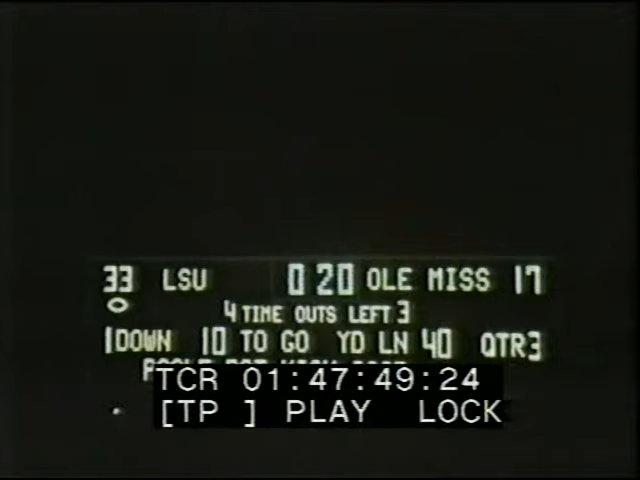 33 LSU 0 20 OLE MISS 17
4 TIME OUTS LEFT 3
1 DOWN 10 TO GO YD LN 40 QTR 3
TCR 01:47:49:24
[TP ] PLAY LOCK